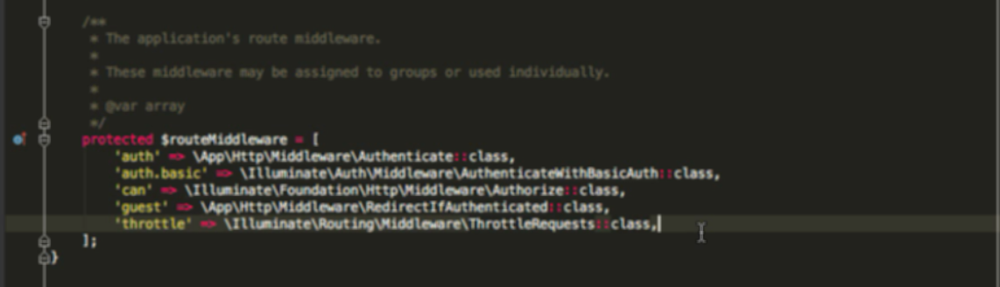 /**
* The application's route middleware.
*
* These middleware may be assigned to groups or used individually.
*
* @var array
*/
protected $routeMiddleware = [
'auth' => \App\Http\Middleware\Authenticate::class,
'auth.basic' => \Illuminate\Auth\Middleware\AuthenticateWithBasicAuth::class,
'can' => \Illuminate\Foundation\Http\Middleware\Authorize::class,
'guest' => \App\Http\Middleware\RedirectIfAuthenticated::class,
'throttle' => \Illuminate\Routing\Middleware\ThrottleRequests::class,
];
}